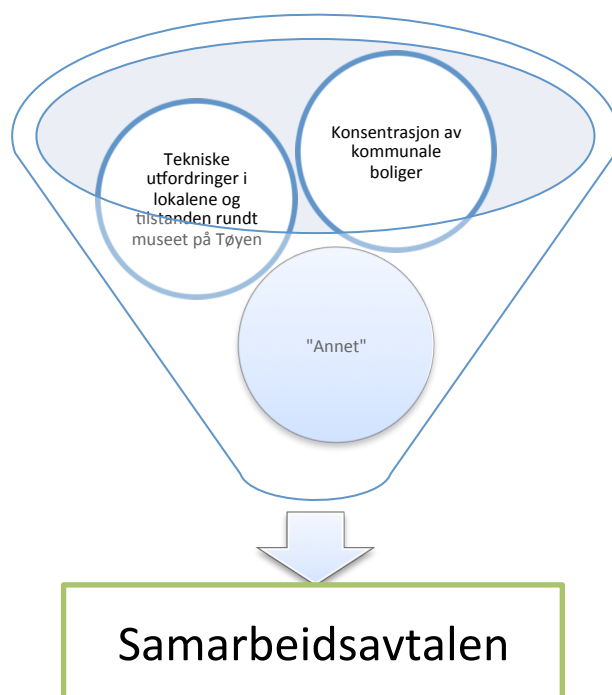 Tekniske
utfordringer i
lokalene og
tilstanden rundt
museet på Tøyen
Konsentrasjon av
kommunale
boliger
"Annet"
Samarbeidsavtalen